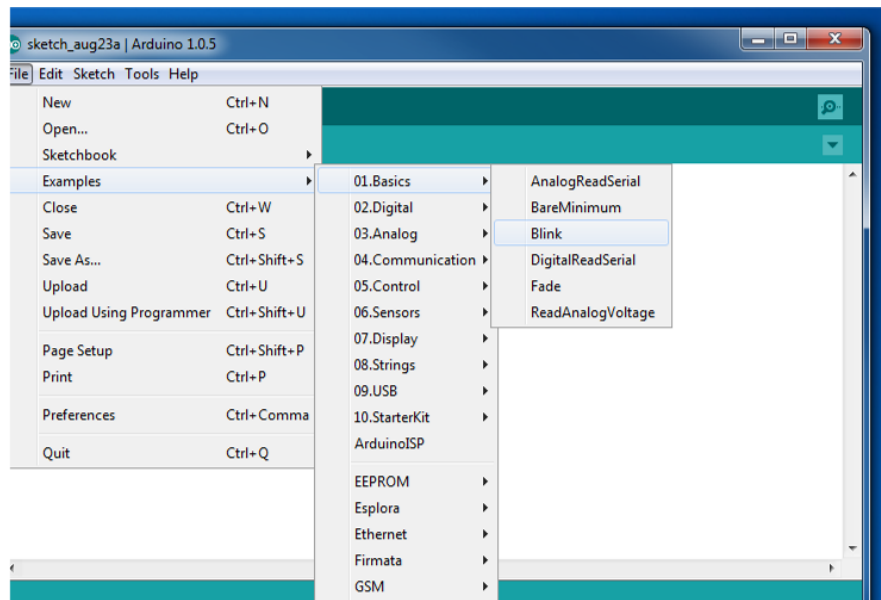 sketch_aug23a | Arduino 1.0.5
File Edit Sketch Tools Help
New Ctrl+N
Open... Ctrl+O
Sketchbook
Examples
Close Ctrl+W
Save Ctrl+S
Save As... Ctrl+Shift+S
Upload Ctrl+U
Upload Using Programmer Ctrl+Shift+U
Page Setup Ctrl+Shift+P
Print Ctrl+P
Preferences Ctrl+Comma
Quit Ctrl+Q
01.Basics
02.Digital
03.Analog
04.Communication
05.Control
06.Sensors
07.Display
08.Strings
09.USB
10.StarterKit
ArduinoISP
EEPROM
Esplora
Ethernet
Firmata
GSM
AnalogReadSerial
BareMinimum
Blink
DigitalReadSerial
Fade
ReadAnalogVoltage